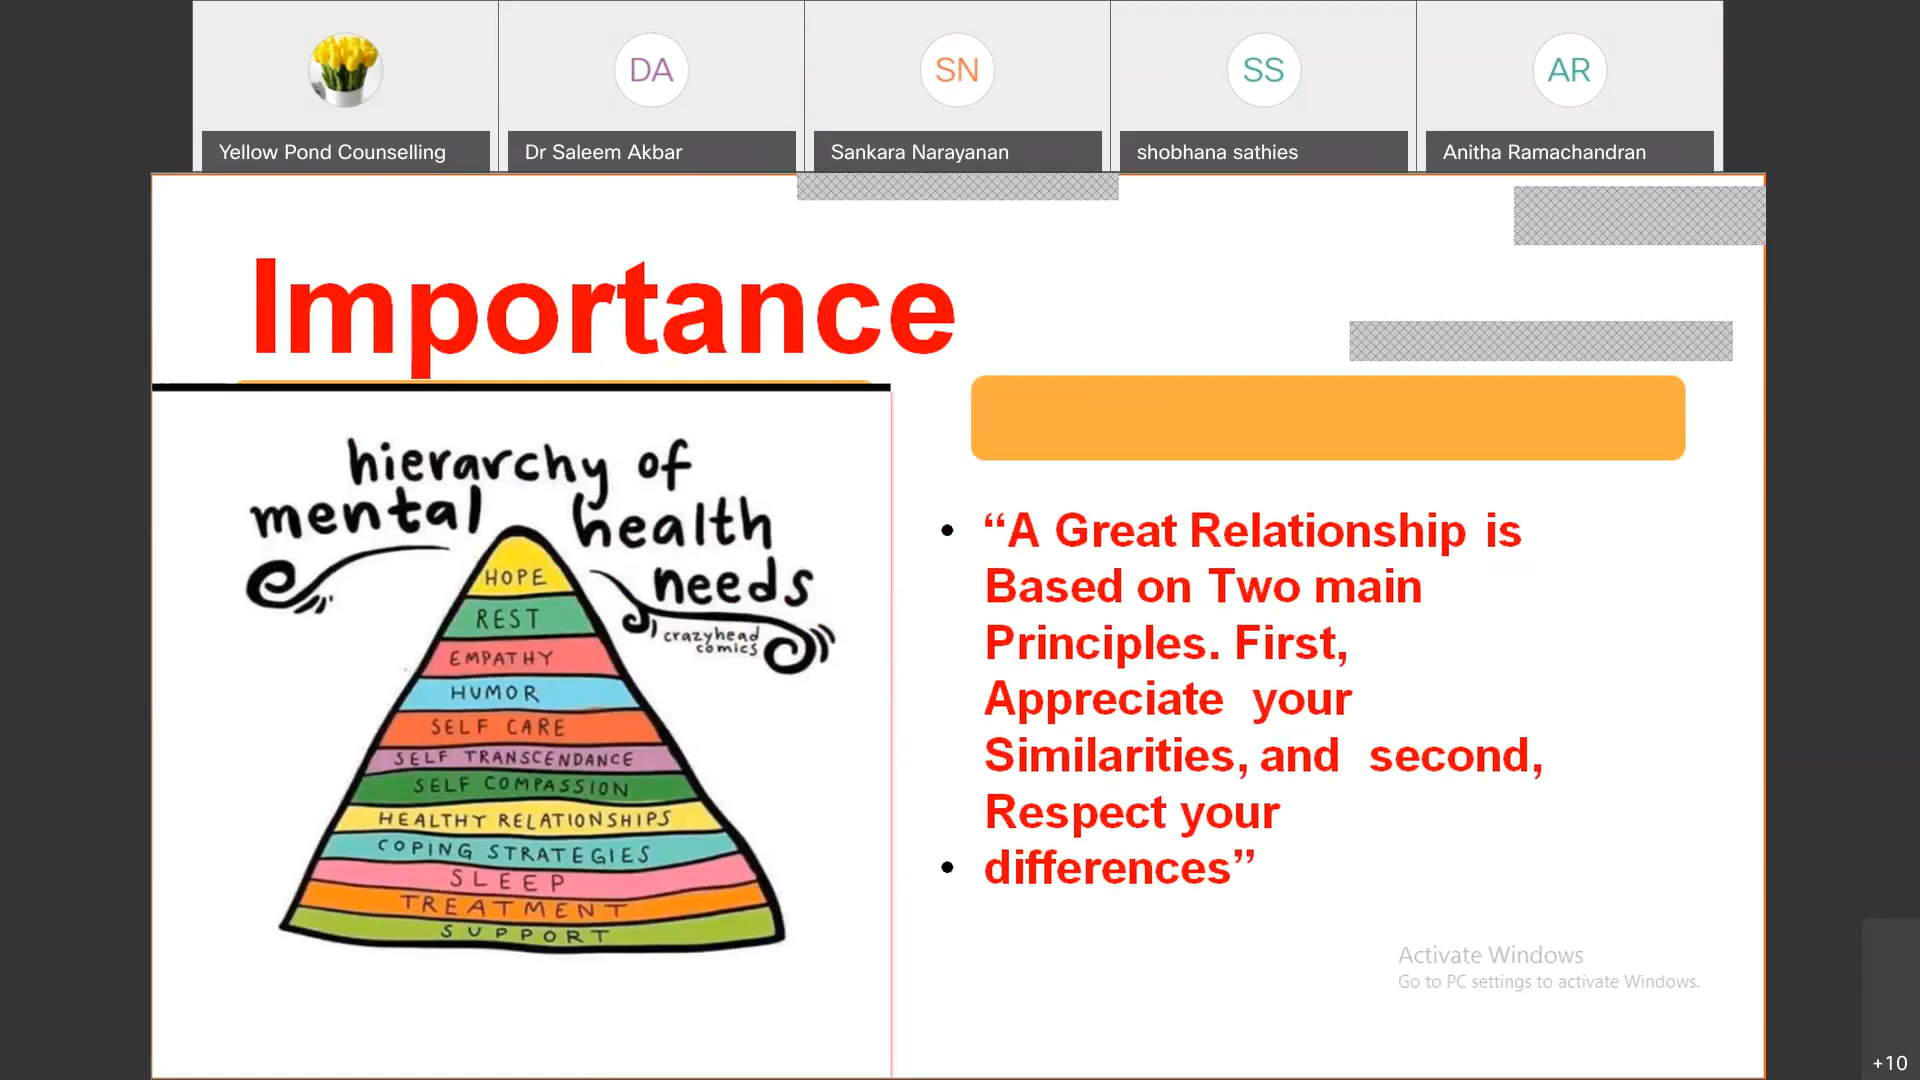 DA
SN
SS
AR
Yellow Pond Counselling
Dr Saleem Akbar
Sankara Narayanan
shobhana sathies
Anitha Ramachandran
Importance
hierarchy of
mental health
needs
crazyhead
comics
HOPE
REST
EMPATHY
HUMOR
SELF CARE
SELF TRANSCENDANCE
SELF COMPASSION
HEALTHY RELATIONSHIPS
COPING STRATEGIES
SLEEP
TREATMENT
SUPPORT
• “A Great Relationship is
Based on Two main
Principles. First,
Appreciate your
Similarities, and second,
Respect your
• differences”
Activate Windows
Go to PC settings to activate Windows.
+10